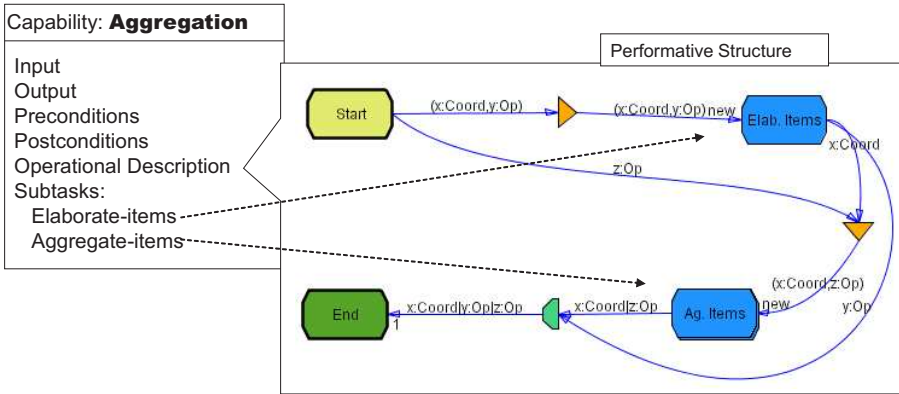 Capability: Aggregation
Input
Output
Preconditions
Postconditions
Operational Description
Subtasks:
Elaborate-items
Aggregate-items
Performative Structure
Start
(x:Coord,y:Op)
(x:Coord,y:Op)
new
Elab. Items
x:Coord
z:Op
(x:Coord,z:Op)
new
y:Op
End
1
x:Coord|y:Op|z:Op
x:Coord|z:Op
Ag. Items